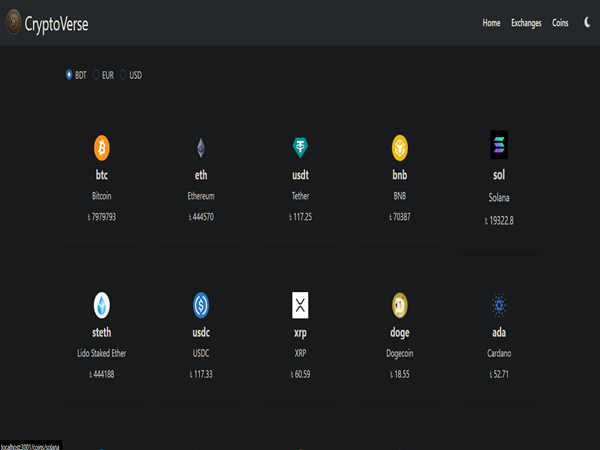 CryptoVerse
Home Exchanges Coins
BDT EUR USD
btc eth usdt bnb sol
Bitcoin Ethereum Tether BNB Solana
৳ 7979793 ৳ 444570 ৳ 117.25 ৳ 70387 ৳ 19322.8
steth usdc xrp doge ada
Lido Staked Ether USDC XRP Dogecoin Cardano
৳ 444188 ৳ 117.33 ৳ 60.59 ৳ 18.55 ৳ 52.71
localhost:3001/coins/solana